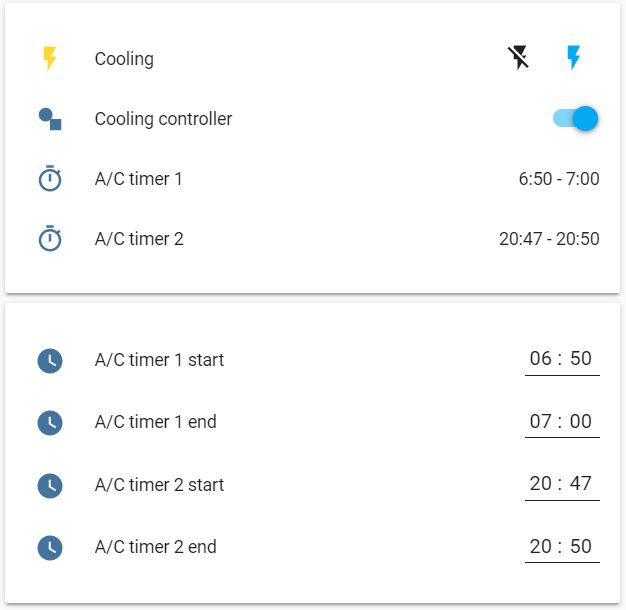 Cooling
Cooling controller
A/C timer 1 6:50 - 7:00
A/C timer 2 20:47 - 20:50
A/C timer 1 start 06 : 50
A/C timer 1 end 07 : 00
A/C timer 2 start 20 : 47
A/C timer 2 end 20 : 50